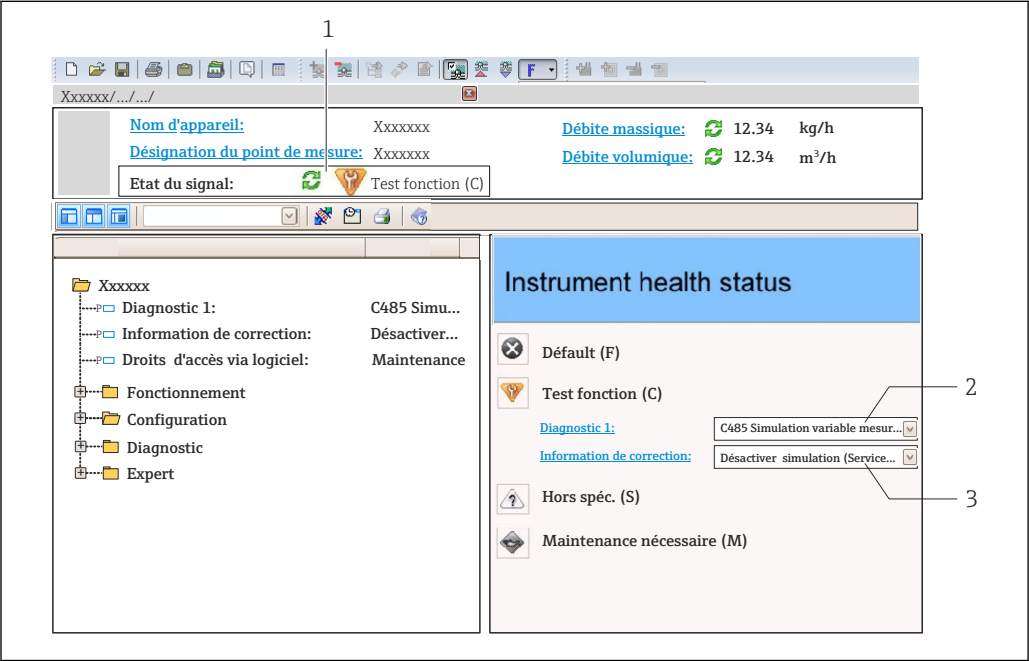 1
F
Xxxxxx/.../.../
Nom d'appareil: Xxxxxxx Débite massique: 12.34 kg/h
Désignation du point de mesure: Xxxxxxx Débite volumique: 12.34 m³/h
Etat du signal: Test fonction (C)
Xxxxxx
Diagnostic 1: C485 Simu...
Information de correction: Désactiver...
Droits d'accès via logiciel: Maintenance
Fonctionnement
Configuration
Diagnostic
Expert
Instrument health status
Défault (F)
Test fonction (C)
Diagnostic 1: C485 Simulation variable mesur...
Information de correction: Désactiver simulation (Service...
Hors spéc. (S)
Maintenance nécessaire (M)
2
3